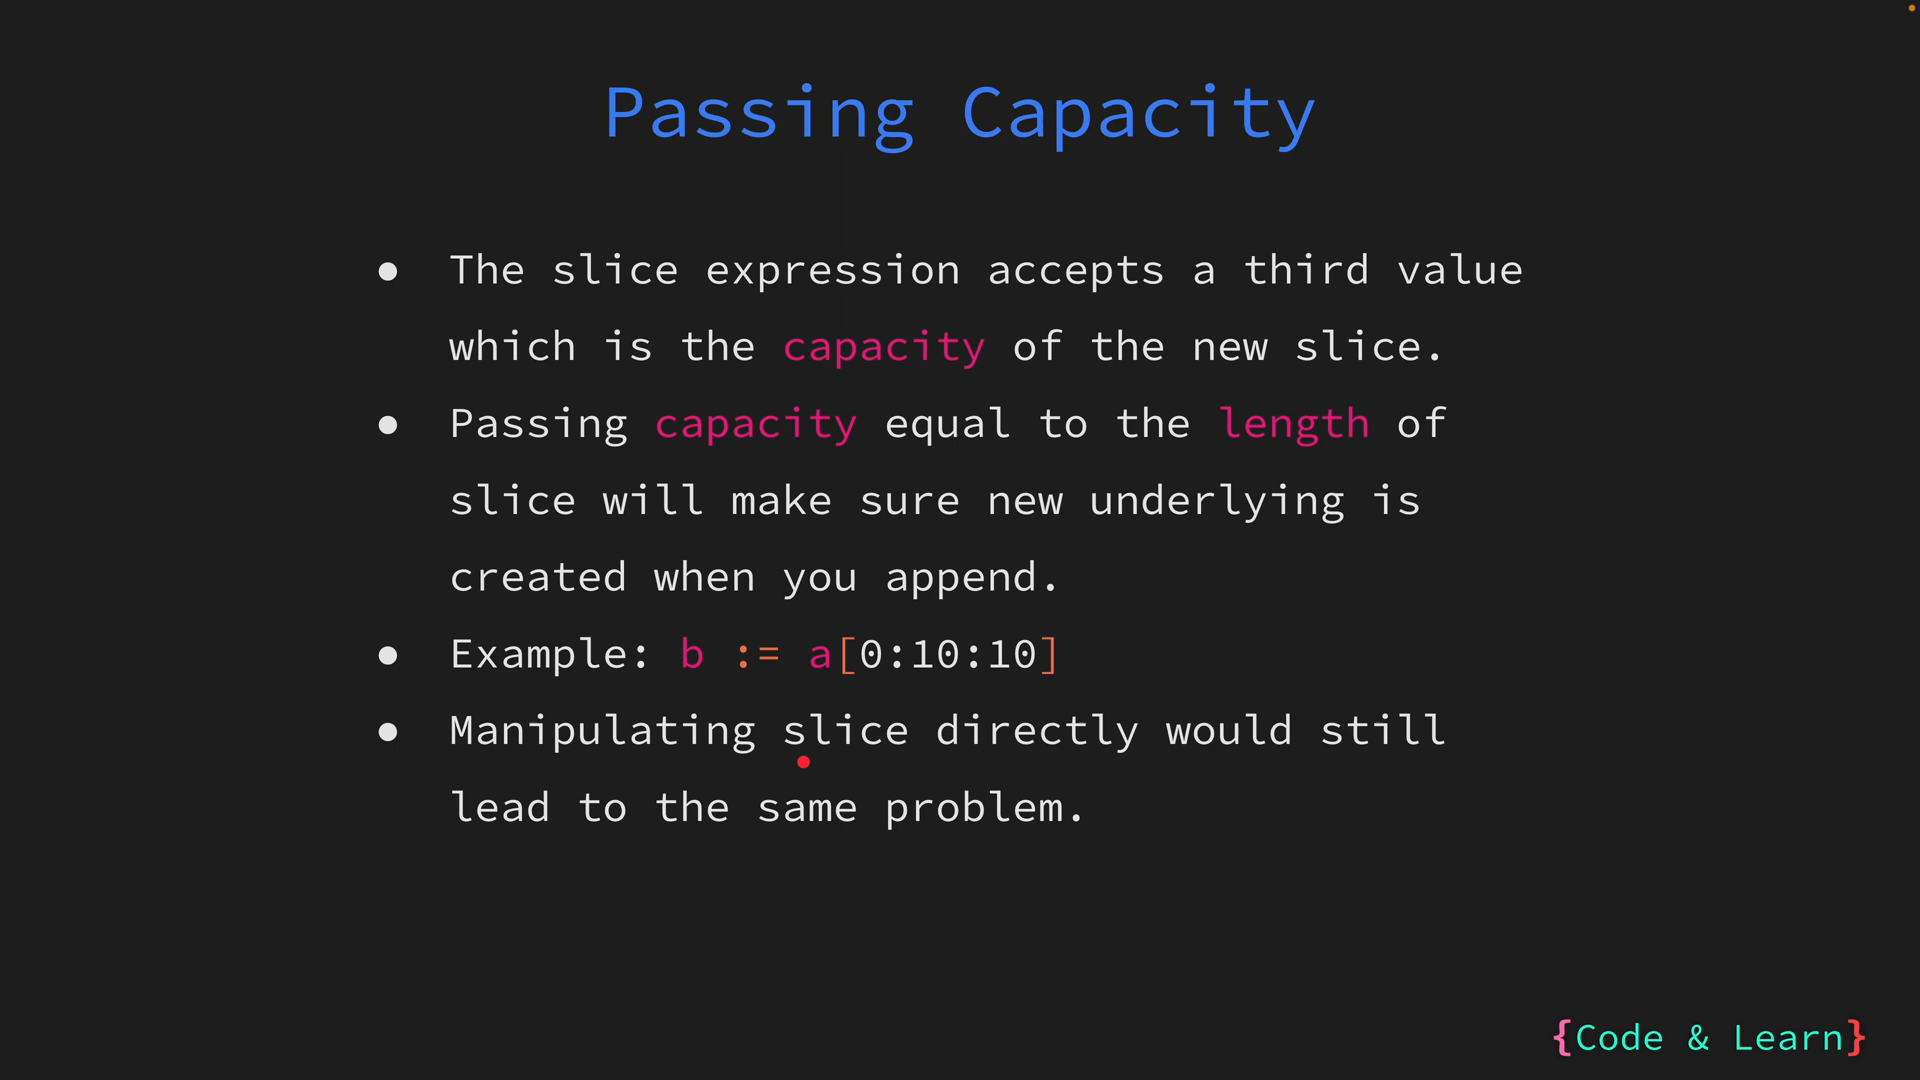 Passing Capacity
● The slice expression accepts a third value
which is the capacity of the new slice.
● Passing capacity equal to the length of
slice will make sure new underlying is
created when you append.
● Example: b := a[0:10:10]
● Manipulating slice directly would still
lead to the same problem.
{Code & Learn}